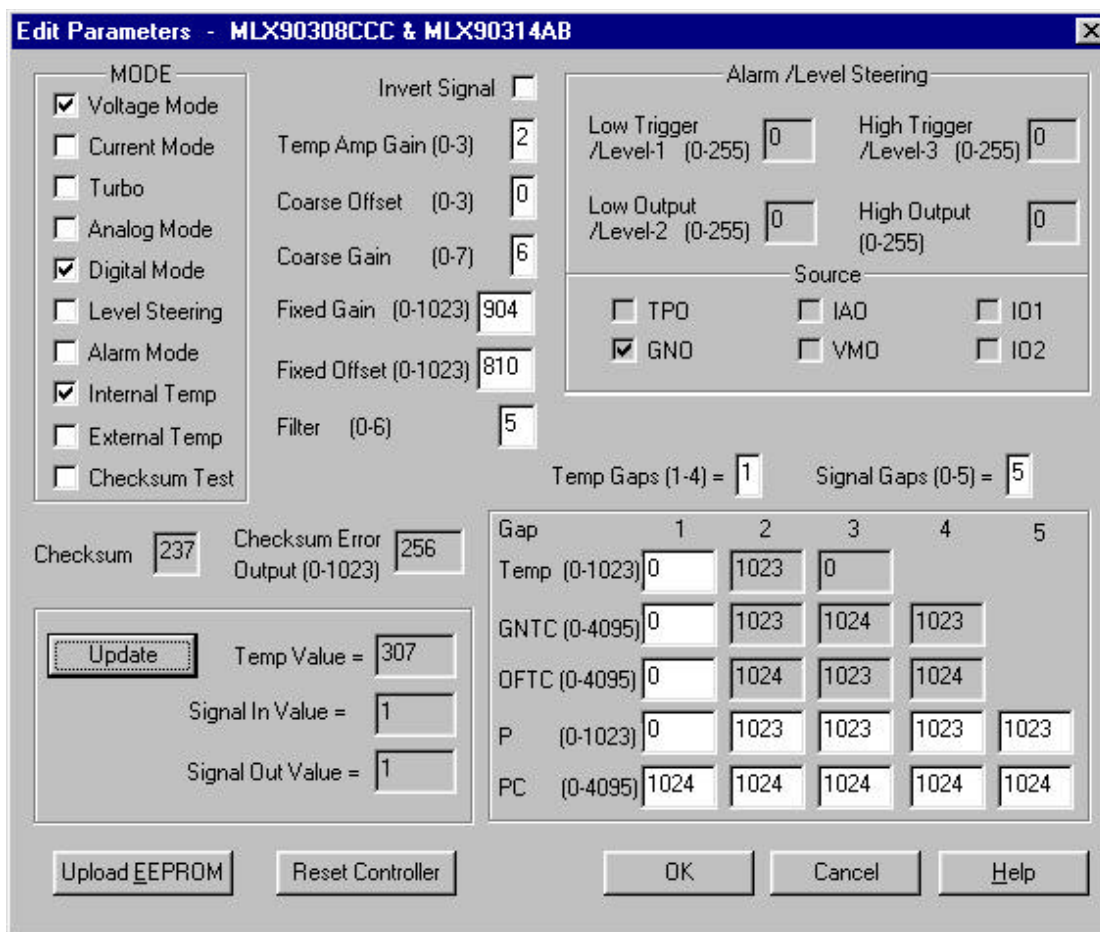 Edit Parameters - MLX90308CCC & MLX90314AB
MODE
Voltage Mode
Current Mode
Turbo
Analog Mode
Digital Mode
Level Steering
Alarm Mode
Internal Temp
External Temp
Checksum Test
Invert Signal
Temp Amp Gain (0-3) 2
Coarse Offset (0-3) 0
Coarse Gain (0-7) 6
Fixed Gain (0-1023) 904
Fixed Offset (0-1023) 810
Filter (0-6) 5
Alarm /Level Steering
Low Trigger
/Level-1 (0-255) 0
High Trigger
/Level-3 (0-255) 0
Low Output
/Level-2 (0-255) 0
High Output
(0-255) 0
Source
TPO IAO IO1
GNO VMO IO2
Temp Gaps (1-4) = 1 Signal Gaps (0-5) = 5
Checksum 237
Checksum Error
Output (0-1023) 256
Update
Temp Value = 307
Signal In Value = 1
Signal Out Value = 1
Gap 1 2 3 4 5
Temp (0-1023) 0 1023 0
GNTC (0-4095) 0 1023 1024 1023
OFTC (0-4095) 0 1024 1023 1024
P (0-1023) 0 1023 1023 1023 1023
PC (0-4095) 1024 1024 1024 1024 1024
Upload EEPROM Reset Controller OK Cancel Help